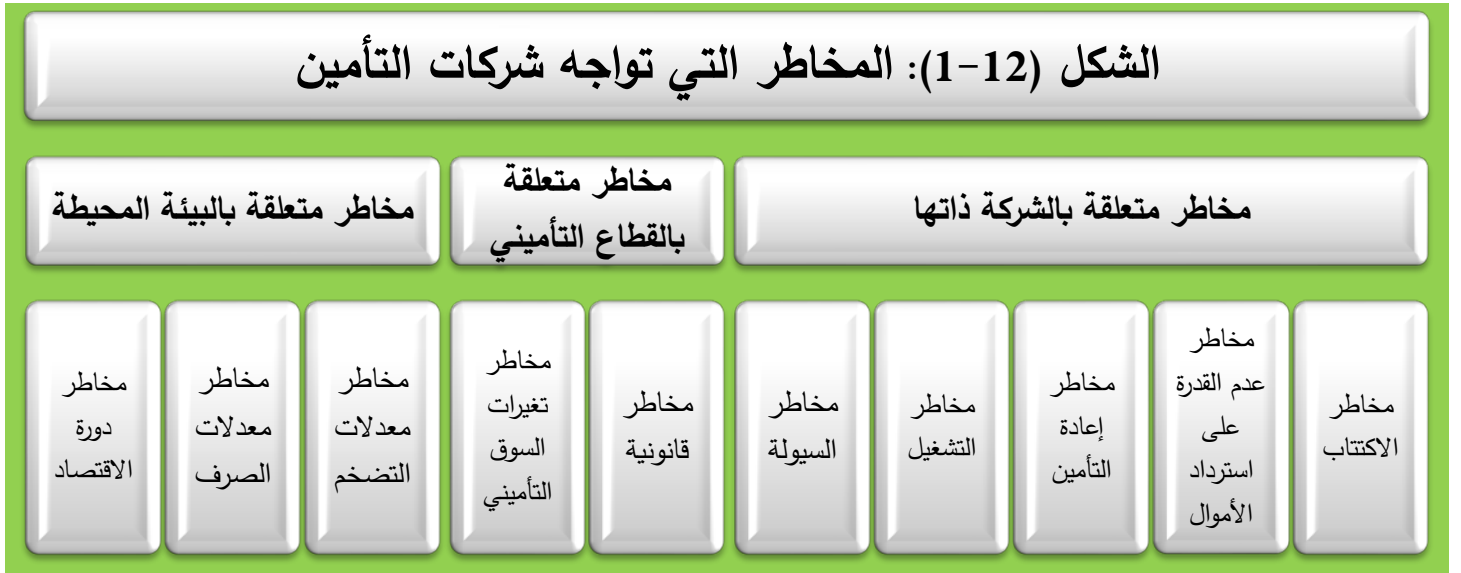 الشكل (12-1): المخاطر التي تواجه شركات التأمين
مخاطر متعلقة بالشركة ذاتها
مخاطر متعلقة
بالقطاع التأميني
مخاطر متعلقة بالبيئة المحيطة
مخاطر
الاكتتاب
مخاطر
عدم القدرة
على
استرداد
الأموال
مخاطر
إعادة
التأمين
مخاطر
التشغيل
مخاطر
السيولة
مخاطر
قانونية
مخاطر
تغيرات
السوق
التأميني
مخاطر
معدلات
التضخم
مخاطر
معدلات
الصرف
مخاطر
دورة
الاقتصاد